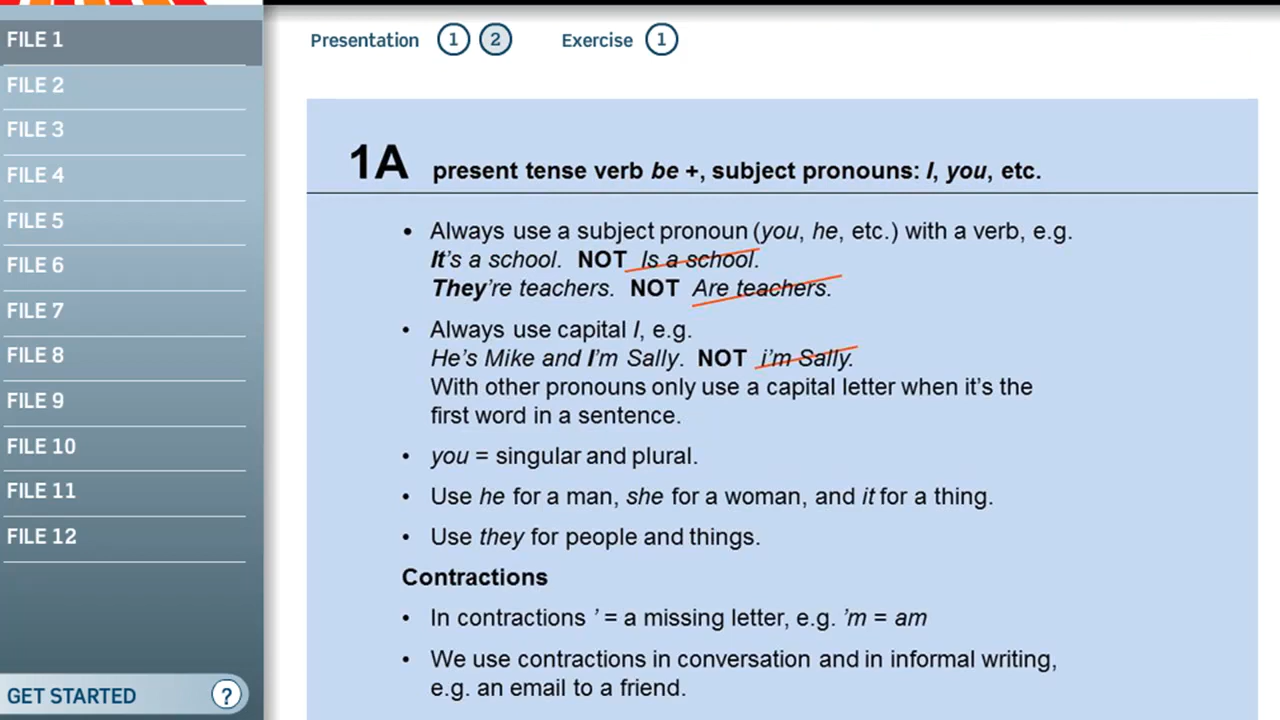 FILE 1
FILE 2
FILE 3
FILE 4
FILE 5
FILE 6
FILE 7
FILE 8
FILE 9
FILE 10
FILE 11
FILE 12
GET STARTED ?
Presentation 1 2 Exercise 1
1A present tense verb be +, subject pronouns: I, you, etc.
• Always use a subject pronoun (you, he, etc.) with a verb, e.g.
It's a school. NOT Is a school.
They're teachers. NOT Are teachers.
• Always use capital I, e.g.
He's Mike and I'm Sally. NOT i'm Sally.
With other pronouns only use a capital letter when it's the
first word in a sentence.
• you = singular and plural.
• Use he for a man, she for a woman, and it for a thing.
• Use they for people and things.
Contractions
• In contractions ' = a missing letter, e.g. 'm = am
• We use contractions in conversation and in informal writing,
e.g. an email to a friend.